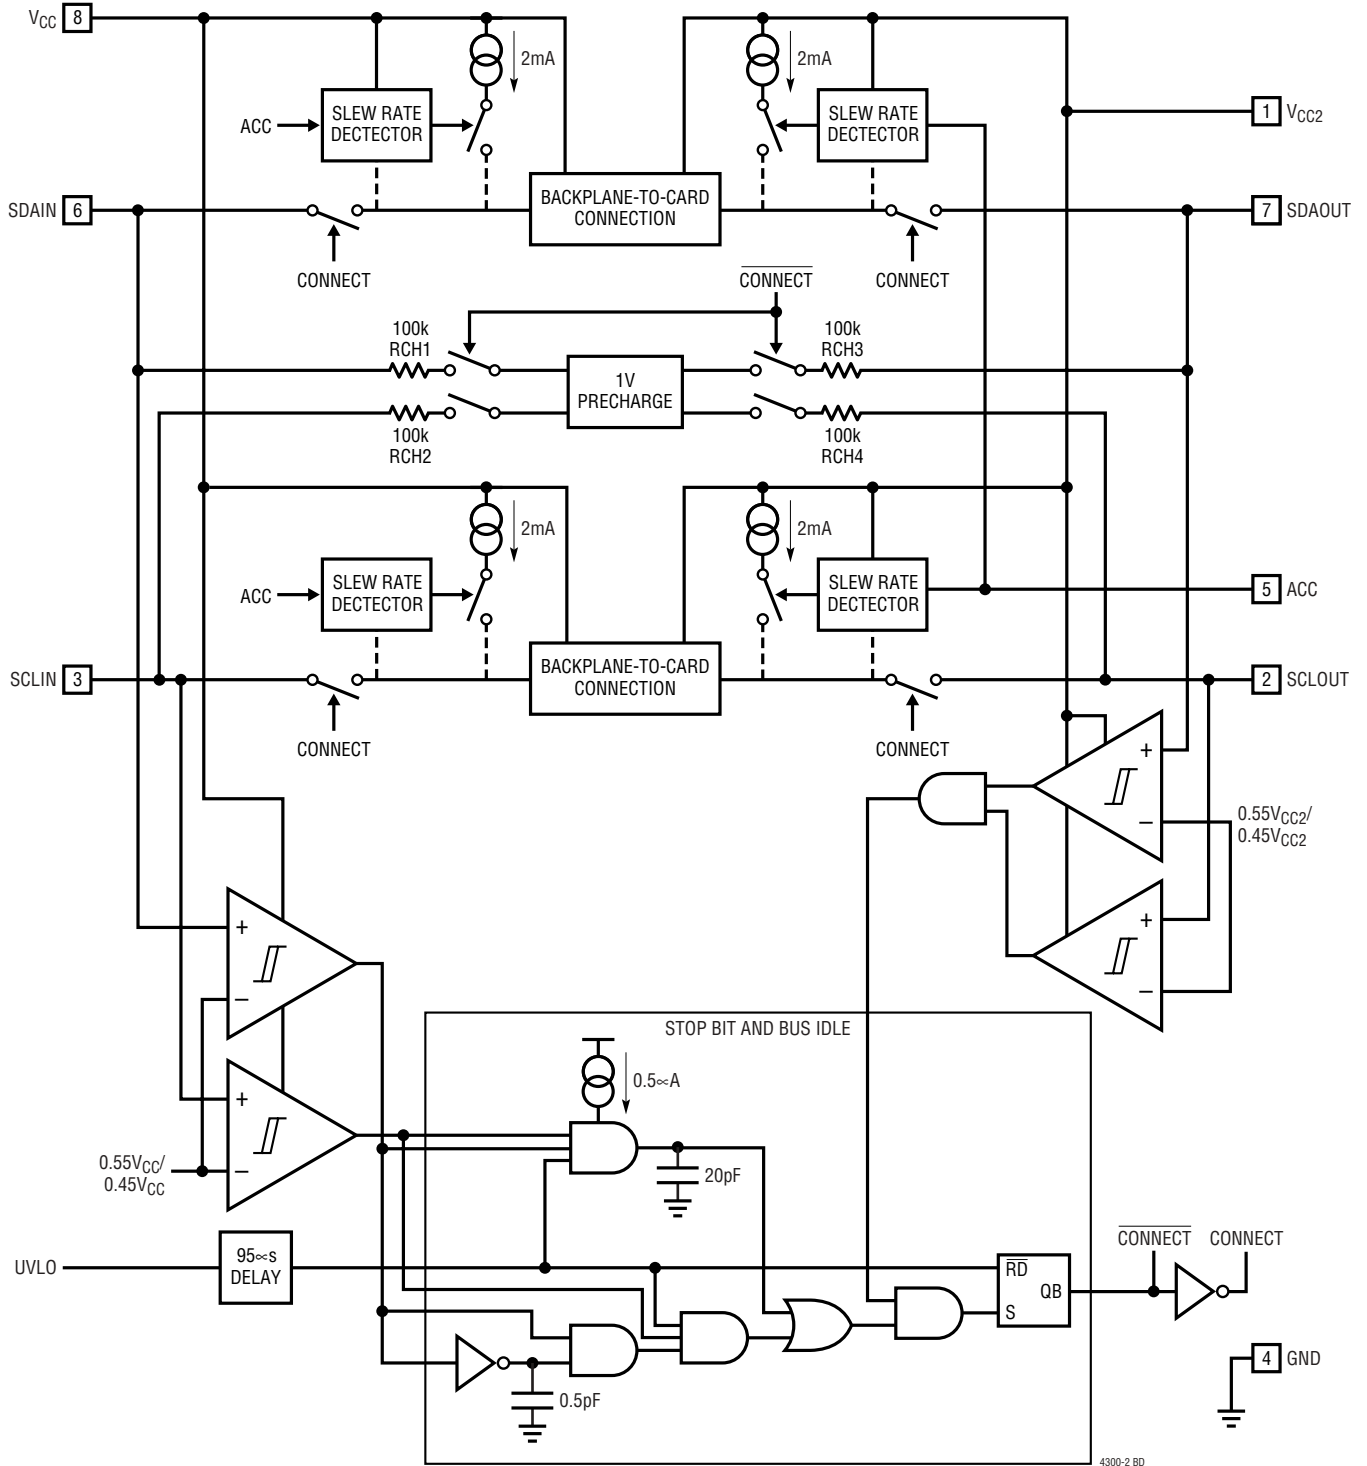 VCC 8
2mA
2mA
SLEW RATE
DECTECTOR
ACC
SLEW RATE
DECTECTOR
1 VCC2
SDAIN 6
BACKPLANE-TO-CARD
CONNECTION
7 SDAOUT
CONNECT
CONNECT
CONNECT
100k
RCH1
100k
RCH3
1V
PRECHARGE
100k
RCH2
100k
RCH4
2mA
2mA
ACC
SLEW RATE
DECTECTOR
SLEW RATE
DECTECTOR
5 ACC
SCLIN 3
BACKPLANE-TO-CARD
CONNECTION
2 SCLOUT
CONNECT
CONNECT
+
–
0.55VCC2/
0.45VCC2
+
–
+
–
STOP BIT AND BUS IDLE
0.5∝A
+
–
0.55VCC/
0.45VCC
20pF
UVLO
95∝s
DELAY
RD
QB
S
CONNECT
CONNECT
0.5pF
4 GND
4300-2 BD